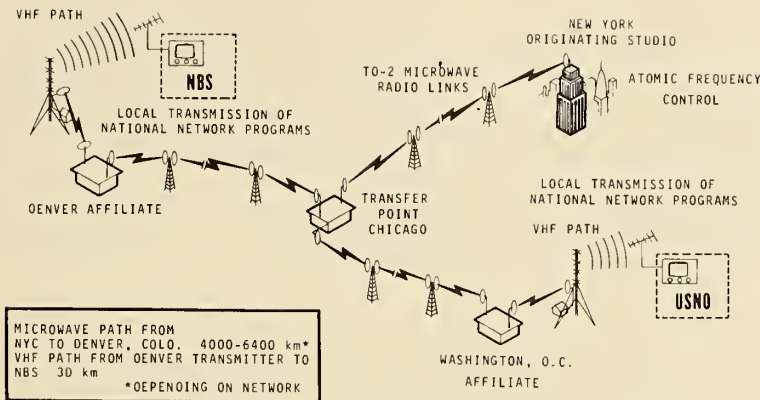 VHF PATH
NBS
LOCAL TRANSMISSION OF
NATIONAL NETWORK PROGRAMS
OENVER AFFILIATE
TO-2 MICROWAVE
RADIO LINKS
NEW YORK
ORIGINATING STUDIO
ATOMIC FREQUENCY
CONTROL
TRANSFER
POINT
CHICAGO
LOCAL TRANSMISSION OF
NATIONAL NETWORK PROGRAMS
VHF PATH
USNO
WASHINGTON, O.C.
AFFILIATE
MICROWAVE PATH FROM
NYC TO DENVER, COLO. 4000-6400 km*
VHF PATH FROM OENVER TRANSMITTER TO
NBS 3D km
*OEPENOING ON NETWORK